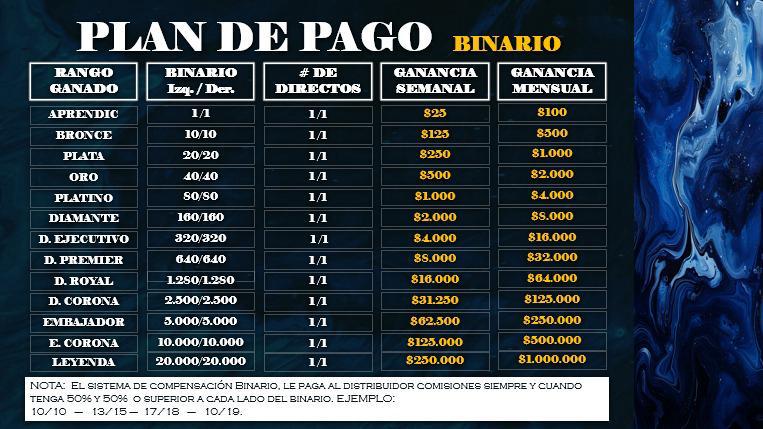 PLAN DE PAGO BINARIO
RANGO GANADO BINARIO Izq. / Der. # DE DIRECTOS GANANCIA SEMANAL GANANCIA MENSUAL
APRENDIC 1/1 1/1 $25 $100
BRONCE 10/10 1/1 $125 $500
PLATA 20/20 1/1 $250 $1.000
ORO 40/40 1/1 $500 $2.000
PLATINO 80/80 1/1 $1.000 $4.000
DIAMANTE 160/160 1/1 $2.000 $8.000
D. EJECUTIVO 320/320 1/1 $4.000 $16.000
D. PREMIER 640/640 1/1 $8.000 $32.000
D. ROYAL 1.280/1.280 1/1 $16.000 $64.000
D. CORONA 2.500/2.500 1/1 $31.250 $125.000
EMBAJADOR 5.000/5.000 1/1 $62.500 $250.000
E. CORONA 10.000/10.000 1/1 $125.000 $500.000
LEYENDA 20.000/20.000 1/1 $250.000 $1.000.000
NOTA: EL SISTEMA DE COMPENSACIÓN BINARIO, LE PAGA AL DISTRIBUIDOR COMISIONES SIEMPRE Y CUANDO
TENGA 50% Y 50% O SUPERIOR A CADA LADO DEL BINARIO. EJEMPLO:
10/10 – 13/15 – 17/18 – 10/19.